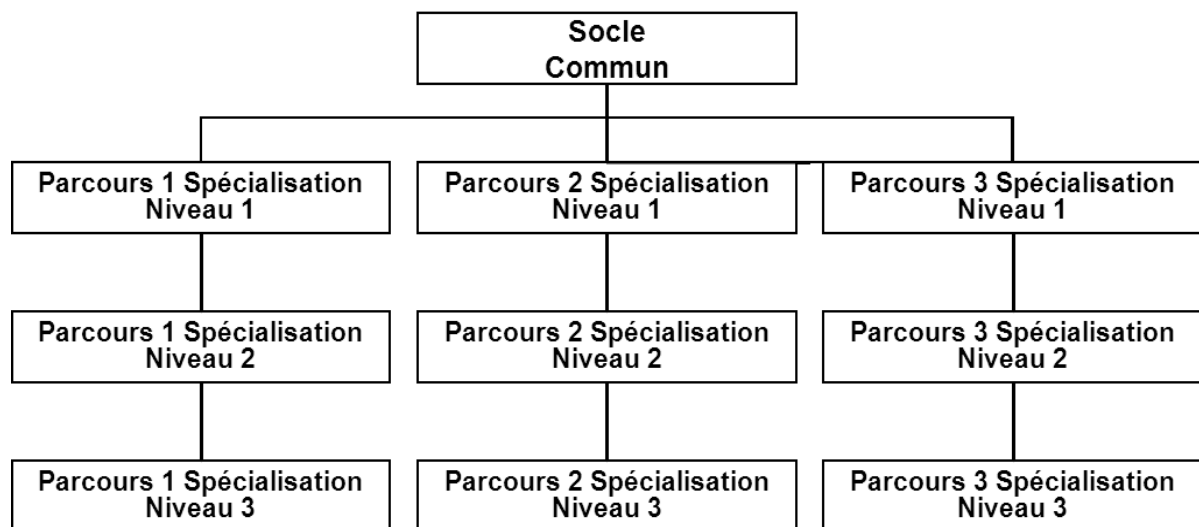 Socle
Commun
Parcours 1 Spécialisation
Niveau 1
Parcours 2 Spécialisation
Niveau 1
Parcours 3 Spécialisation
Niveau 1
Parcours 1 Spécialisation
Niveau 2
Parcours 2 Spécialisation
Niveau 2
Parcours 3 Spécialisation
Niveau 2
Parcours 1 Spécialisation
Niveau 3
Parcours 2 Spécialisation
Niveau 3
Parcours 3 Spécialisation
Niveau 3